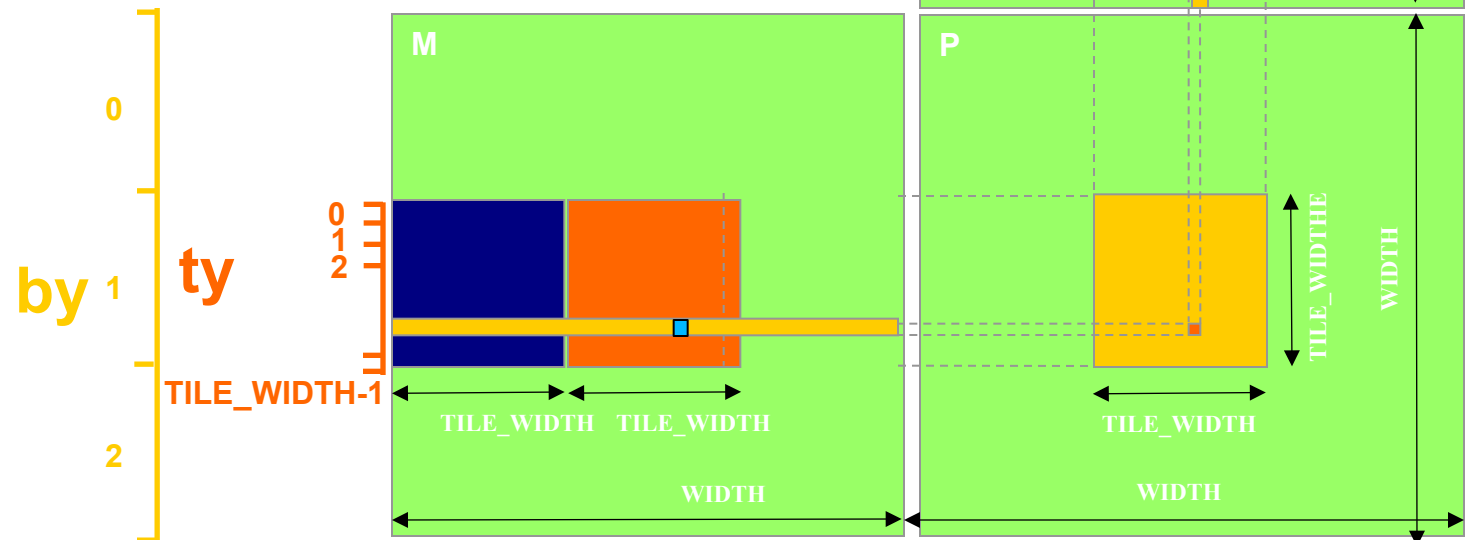 M
P
0
0
1
2
ty
by
1
TILE_WIDTHE
WIDTH
TILE_WIDTH-1
TILE_WIDTH
TILE_WIDTH
TILE_WIDTH
2
WIDTH
WIDTH